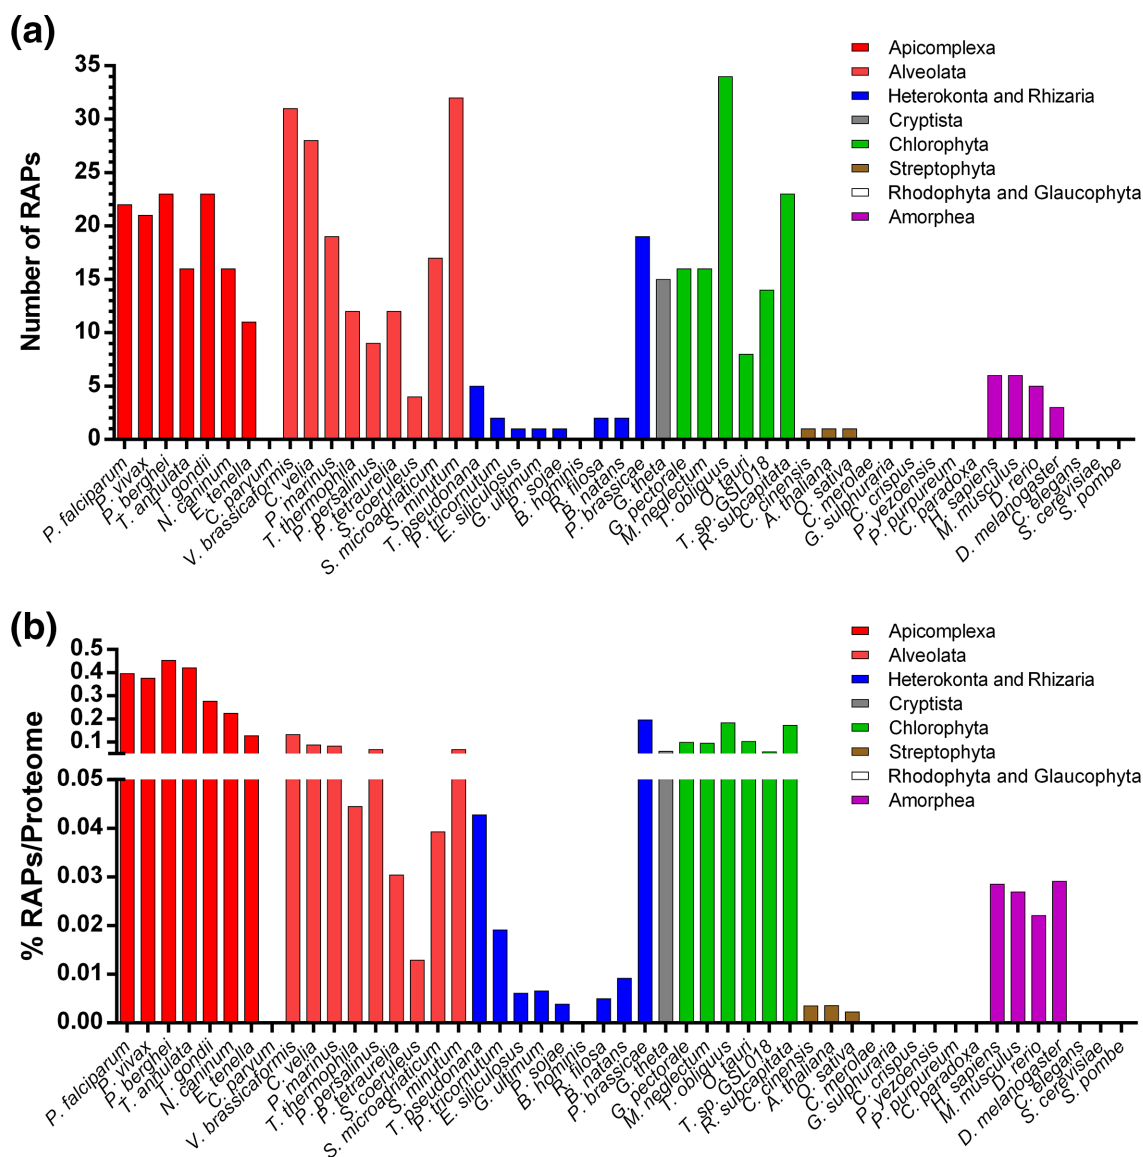 (a)
Apicomplexa
Alveolata
Heterokonta and Rhizaria
Cryptista
Chlorophyta
Streptophyta
Rhodophyta and Glaucophyta
Amorphea
Number of RAPs
35
30
25
20
15
10
5
0
P. falciparum
P. vivax
P. berghei
T. anulata
T. gondii
N. caninum
E. tenella
C. parvum
V. brassicaformis
C. velia
P. marinus
T. thermophila
P. persalinus
P. tetraurelia
S. coeruleus
S. microadriaticum
S. minutum
T. pseudonana
P. tricornutum
E. siliculosus
G. ultimum
P. sojae
B. hominis
R. filosa
B. natans
P. brassicae
G. theta
G. pectorale
M. neglectum
T. obliquus
O. tauri
T. sp. GSL018
R. subcapitata
C. cinensis
A. thaliana
O. sativa
C. merolae
G. sulphuraria
C. crispus
P. yezoensis
P. purpureum
C. paradoxa
H. sapiens
M. musculus
D. rerio
D. melanogaster
C. elegans
S. cerevisiae
S. pombe
(b)
Apicomplexa
Alveolata
Heterokonta and Rhizaria
Cryptista
Chlorophyta
Streptophyta
Rhodophyta and Glaucophyta
Amorphea
% RAPs/Proteome
0.5
0.4
0.3
0.2
0.1
0.05
0.04
0.03
0.02
0.01
0.00
P. falciparum
P. vivax
P. berghei
T. anulata
T. gondii
N. caninum
E. tenella
C. parvum
V. brassicaformis
C. velia
P. marinus
T. thermophila
P. persalinus
P. tetraurelia
S. coeruleus
S. microadriaticum
S. minutum
T. pseudonana
P. tricornutum
E. siliculosus
G. ultimum
P. sojae
B. hominis
R. filosa
B. natans
P. brassicae
G. theta
G. pectorale
M. neglectum
T. obliquus
O. tauri
T. sp. GSL018
R. subcapitata
C. cinensis
A. thaliana
O. sativa
C. merolae
G. sulphuraria
C. crispus
P. yezoensis
P. purpureum
C. paradoxa
H. sapiens
M. musculus
D. rerio
D. melanogaster
C. elegans
S. cerevisiae
S. pombe